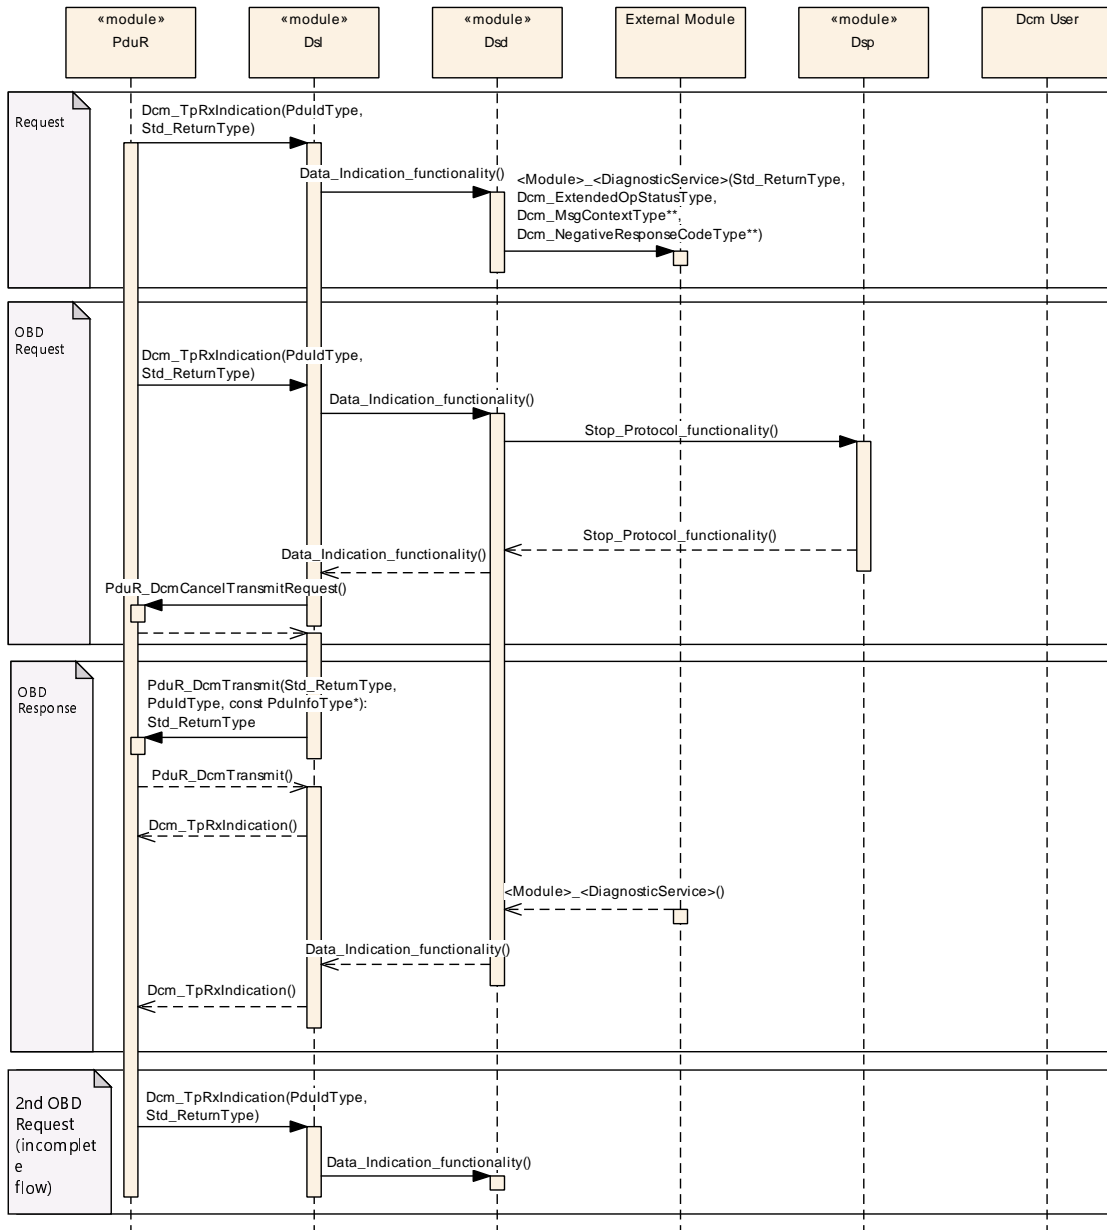 «module»
PduR
«module»
Dsl
«module»
Dsd
External Module
«module»
Dsp
Dcm User
Request
Dcm_TpRxIndication(PduIdType,
Std_ReturnType)
Data_Indication_functionality()
<Module>_<DiagnosticService>(Std_ReturnType,
Dcm_ExtendedOpStatusType,
Dcm_MsgContextType**,
Dcm_NegativeResponseCodeType**)
OBD
Request
Dcm_TpRxIndication(PduIdType,
Std_ReturnType)
Data_Indication_functionality()
Stop_Protocol_functionality()
Stop_Protocol_functionality()
Data_Indication_functionality()
PduR_DcmCancelTransmitRequest()
OBD
Response
PduR_DcmTransmit(Std_ReturnType,
PduIdType, const PduInfoType*):
Std_ReturnType
PduR_DcmTransmit()
Dcm_TpRxIndication()
<Module>_<DiagnosticService>()
Data_Indication_functionality()
Dcm_TpRxIndication()
2nd OBD
Request
(incomplet
e
flow)
Dcm_TpRxIndication(PduIdType,
Std_ReturnType)
Data_Indication_functionality()